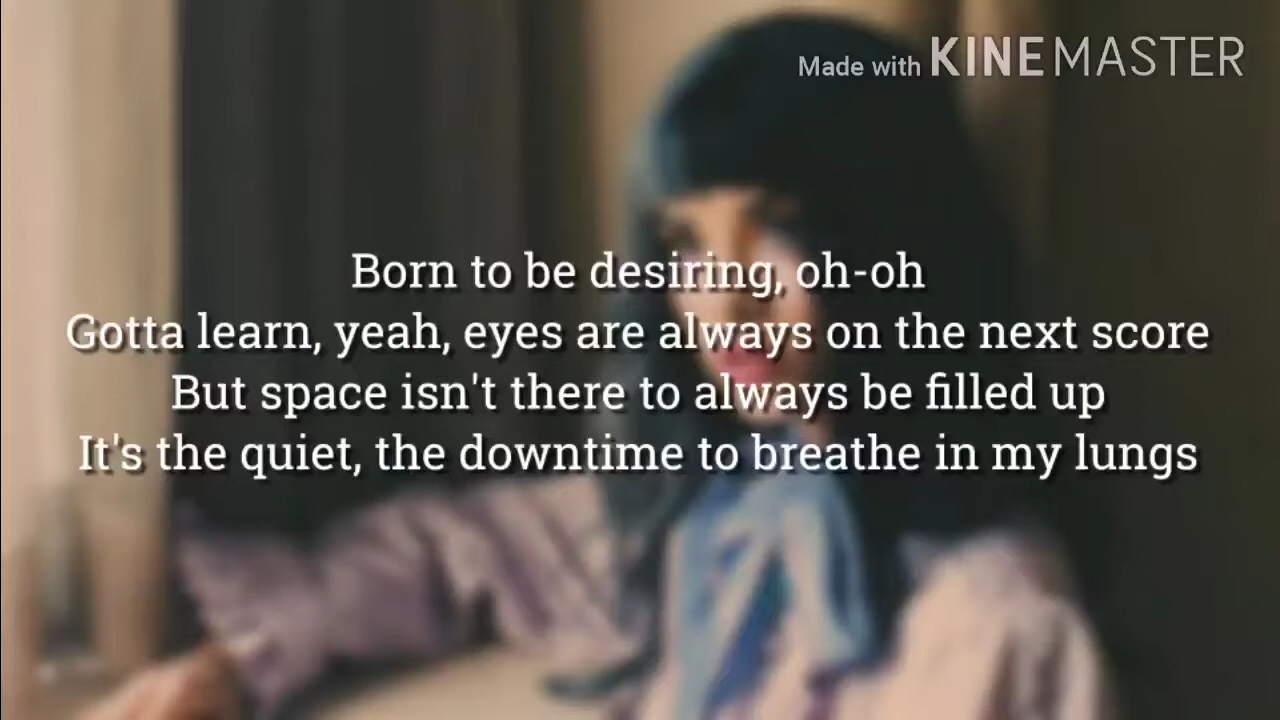 Made with KINEMASTER
Born to be desiring, oh-oh
Gotta learn, yeah, eyes are always on the next score
But space isn't there to always be filled up
It's the quiet, the downtime to breathe in my lungs